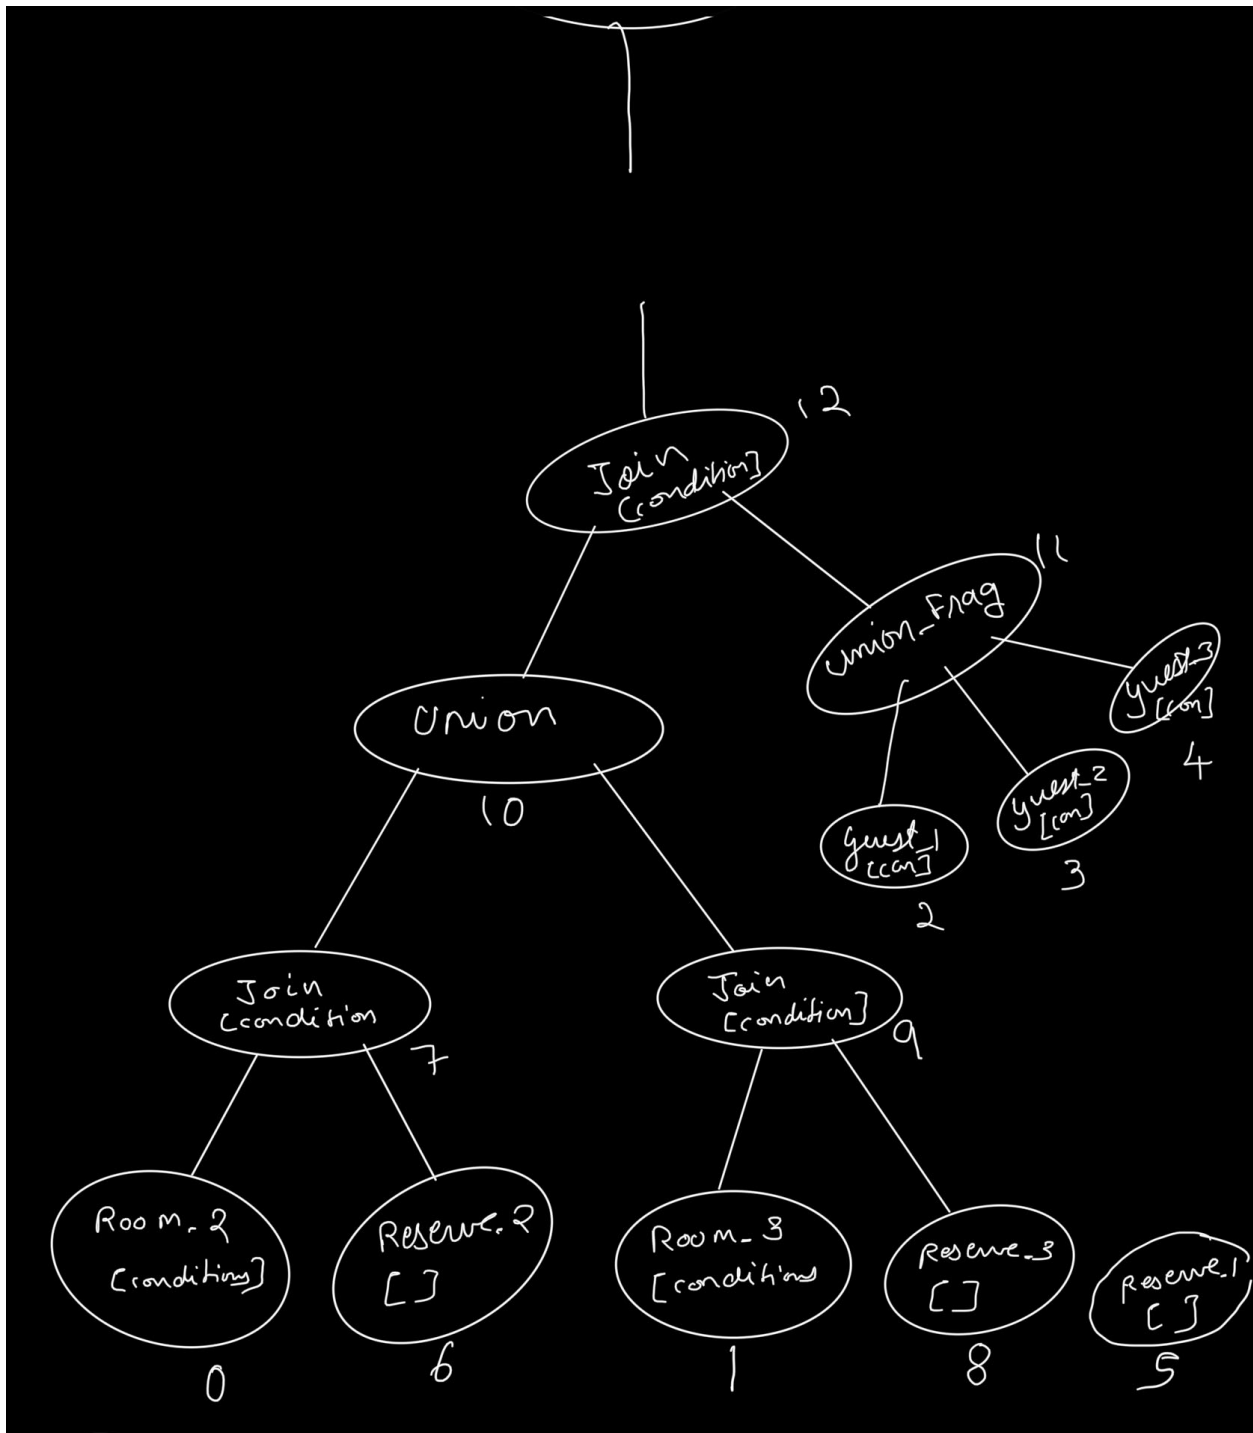 12
Join
[condition]
11
Union_Frag
guest_3
[con]
4
Union
10
guest_2
[con]
3
guest_1
[con]
2
Join
[condition
7
Join
[condition]
9
Room_2
[conditions]
0
Reserve_2
[ ]
6
Room_3
[conditions
1
Reserve_3
[ ]
8
Reserve_1
[ ]
5